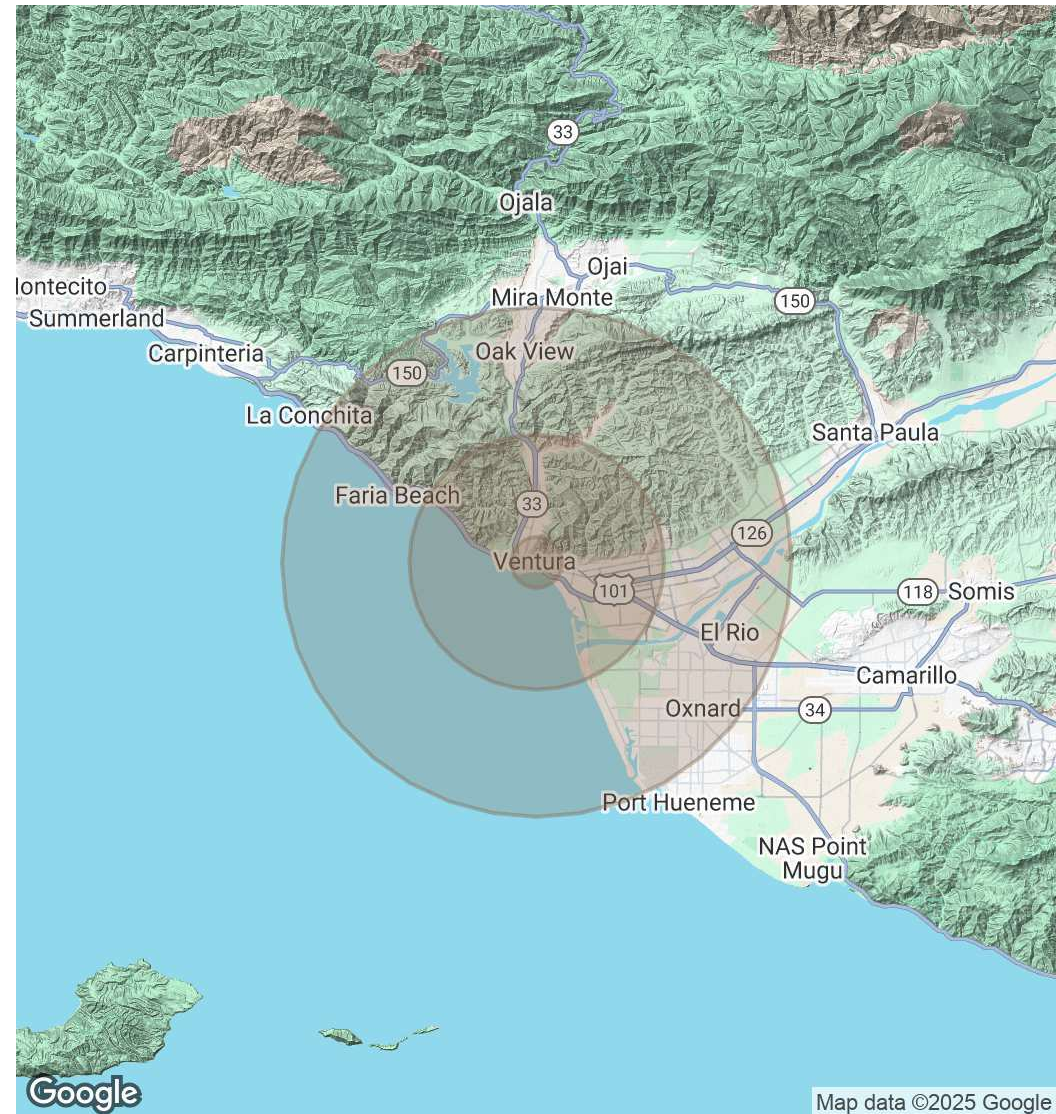 33
Ojala
Ojai
lontecito
Mira Monte
150
Summerland
Carpinteria
Oak View
150
La Conchita
Santa Paula
Faria Beach
33
126
Ventura
101
118
Somis
El Rio
Camarillo
Oxnard
34
Port Hueneme
NAS Point
Mugu
Google
Map data ©2025 Google